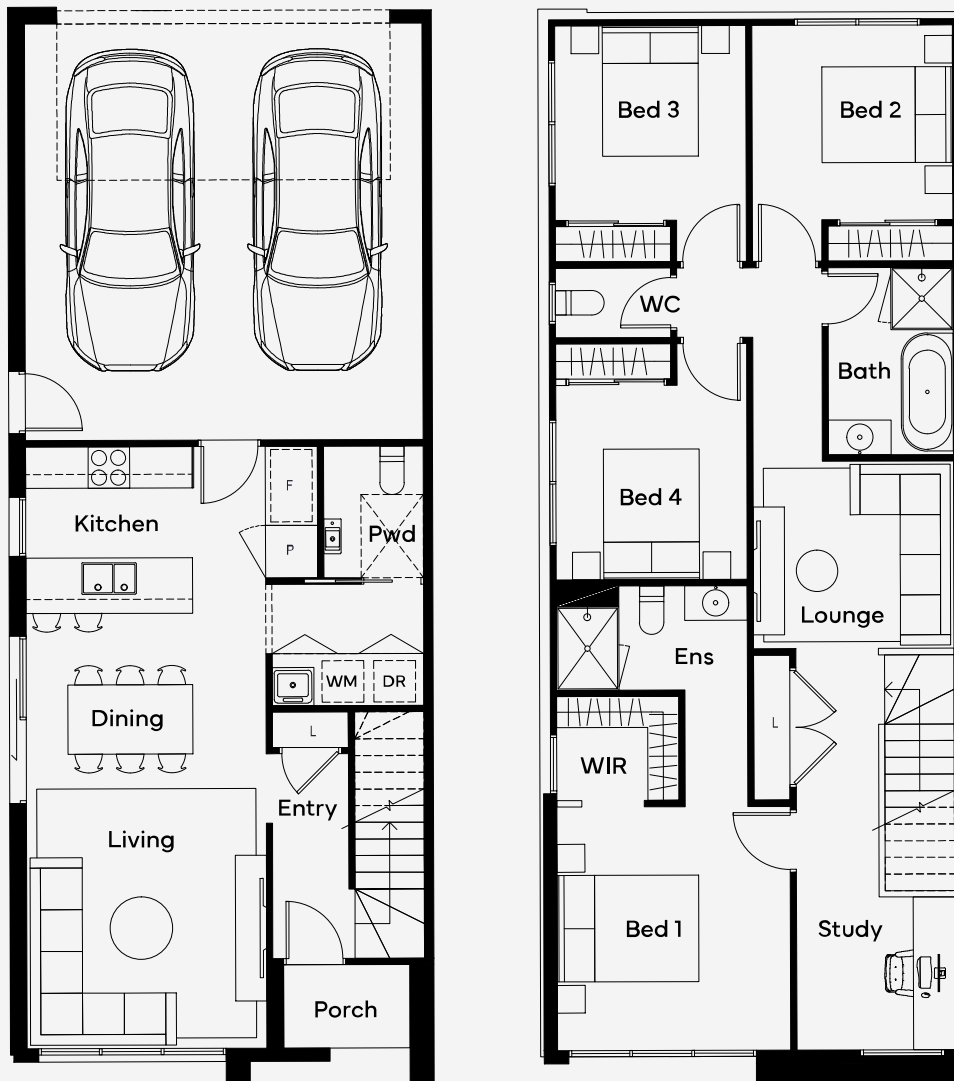 Kitchen
F
P
Pwd
WM
DR
Dining
L
Entry
Living
Porch
Bed 3
Bed 2
WC
Bath
Bed 4
Lounge
Ens
L
WIR
Bed 1
Study